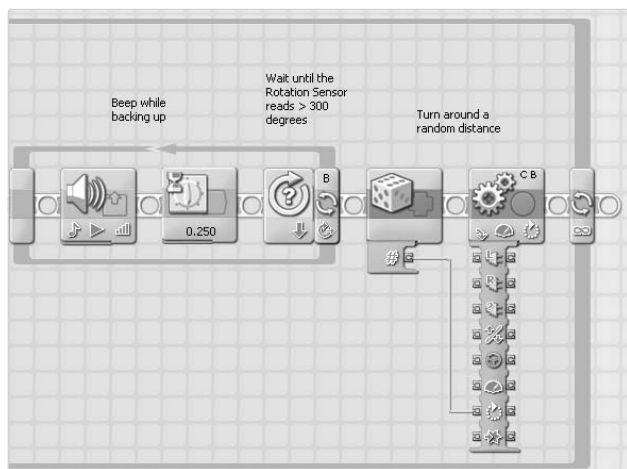 Beep while
backing up
Wait until the
Rotation Sensor
reads > 300
degrees
Turn around a
random distance
0.250
B
C B
#
L
R